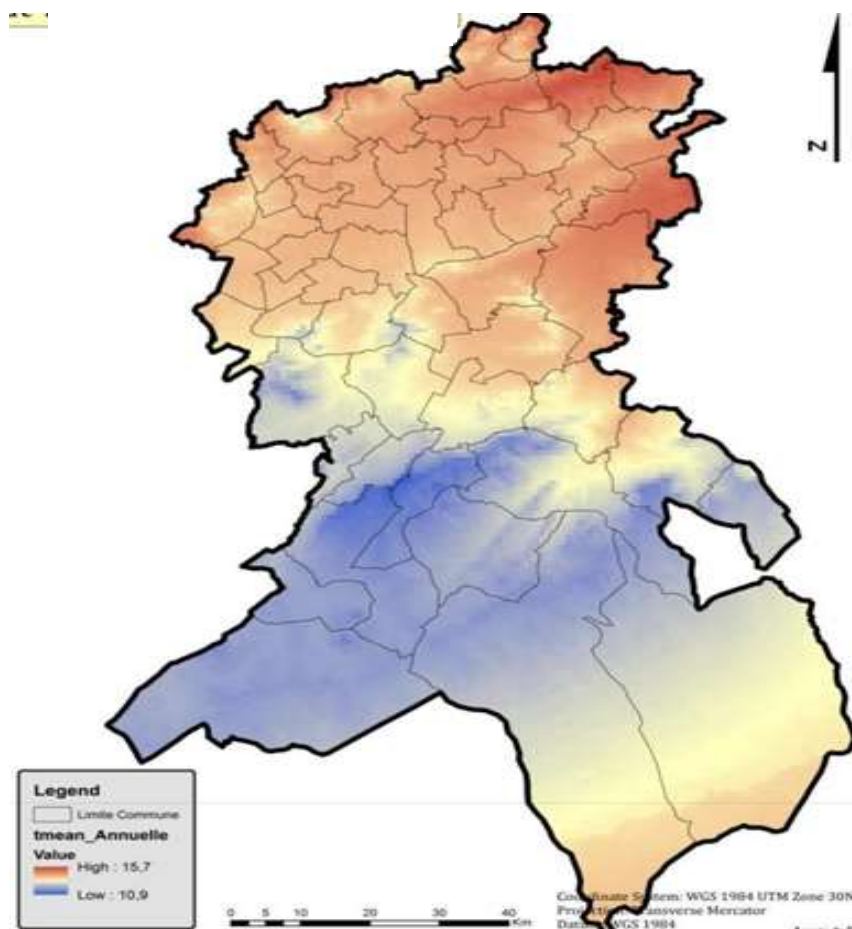 N
Legend
Limite Commune
tmean_Annuelle
Value
High : 15,7
Low : 10,9
0 5 10 20 30 40
Km
Coordinate System: WGS 1984 UTM Zone 30N
Projection: Transverse Mercator
WGS 1984